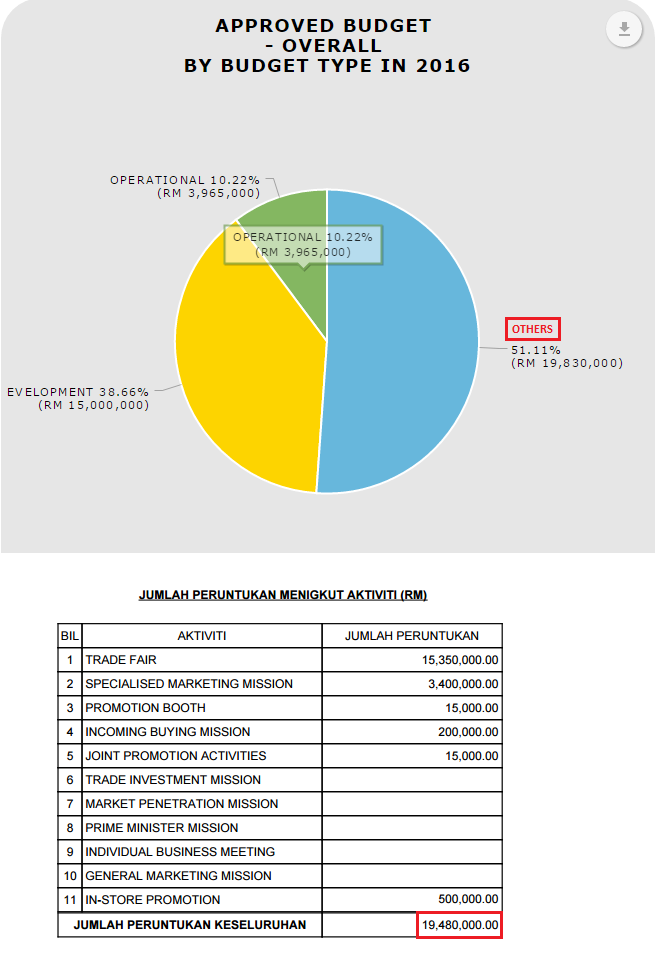 APPROVED BUDGET
- OVERALL
BY BUDGET TYPE IN 2016
OPERATIONAL 10.22%
(RM 3,965,000)
OPERATIONAL 10.22%
(RM 3,965,000)
OTHERS
51.11%
(RM 19,830,000)
EVELOPMENT 38.66%
(RM 15,000,000)
JUMLAH PERUNTUKAN MENIGKUT AKTIVITI (RM)
BIL AKTIVITI JUMLAH PERUNTUKAN
1 TRADE FAIR 15,350,000.00
2 SPECIALISED MARKETING MISSION 3,400,000.00
3 PROMOTION BOOTH 15,000.00
4 INCOMING BUYING MISSION 200,000.00
5 JOINT PROMOTION ACTIVITIES 15,000.00
6 TRADE INVESTMENT MISSION
7 MARKET PENETRATION MISSION
8 PRIME MINISTER MISSION
9 INDIVIDUAL BUSINESS MEETING
10 GENERAL MARKETING MISSION
11 IN-STORE PROMOTION 500,000.00
JUMLAH PERUNTUKAN KESELURUHAN 19,480,000.00